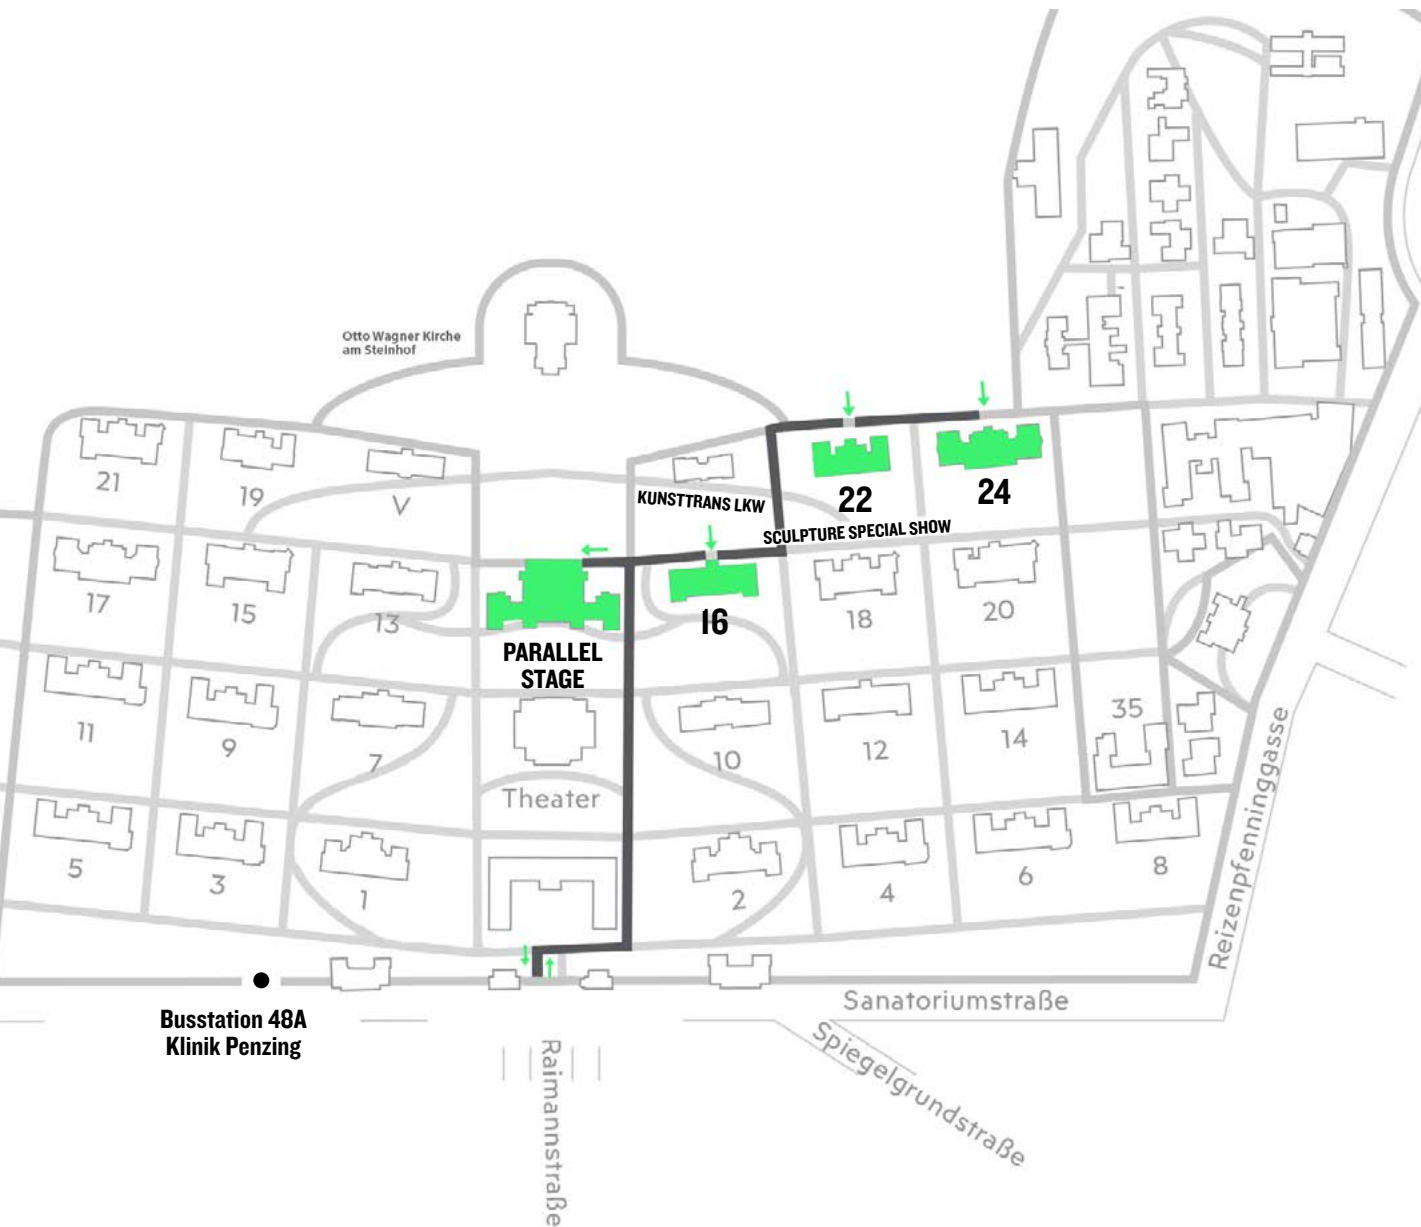 Otto Wagner Kirche
am Steinhof
21
19
V
KUNSTTRANS LKW
22
24
SCULPTURE SPECIAL SHOW
17
15
13
16
18
20
PARALLEL
STAGE
11
9
7
10
12
14
35
Theater
5
3
1
2
4
6
8
Reizenpfenninggasse
Busstation 48A
Klinik Penzing
Sanatoriumstraße
Spiegelgrundstraße
Raimannstraße